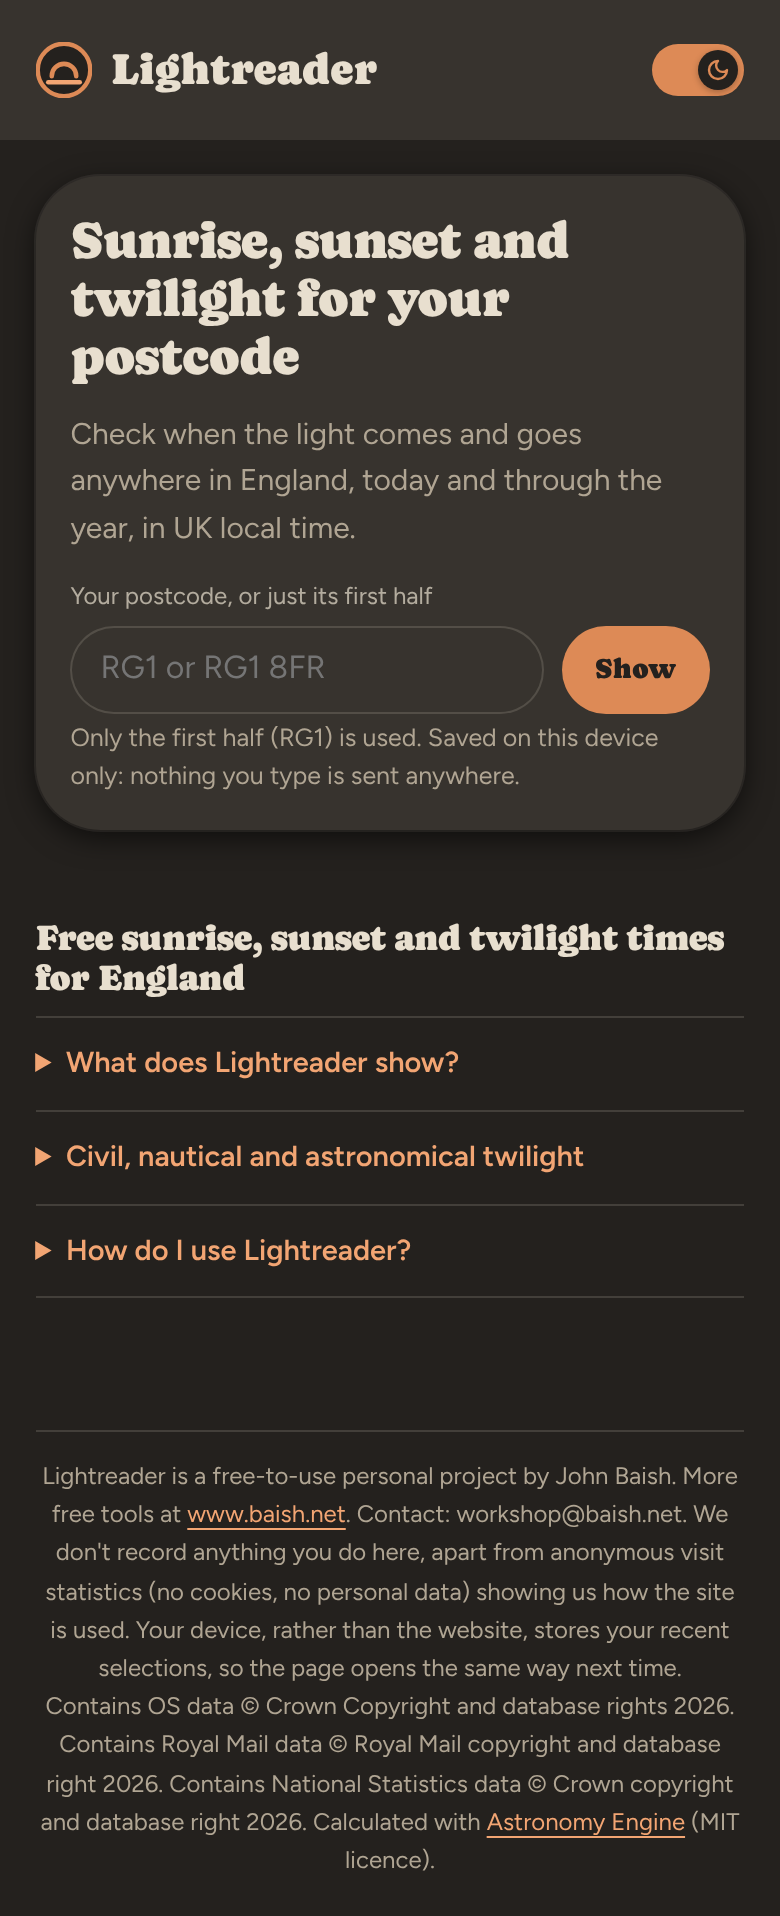 Lightreader
Sunrise, sunset and
twilight for your
postcode
Check when the light comes and goes
anywhere in England, today and through the
year, in UK local time.
Your postcode, or just its first half
RG1 or RG1 8FR
Show
Only the first half (RG1) is used. Saved on this device
only: nothing you type is sent anywhere.
Free sunrise, sunset and twilight times
for England
What does Lightreader show?
Civil, nautical and astronomical twilight
How do I use Lightreader?
Lightreader is a free-to-use personal project by John Baish. More
free tools at www.baish.net. Contact: workshop@baish.net. We
don't record anything you do here, apart from anonymous visit
statistics (no cookies, no personal data) showing us how the site
is used. Your device, rather than the website, stores your recent
selections, so the page opens the same way next time.
Contains OS data © Crown Copyright and database rights 2026.
Contains Royal Mail data © Royal Mail copyright and database
right 2026. Contains National Statistics data © Crown copyright
and database right 2026. Calculated with Astronomy Engine (MIT
licence).